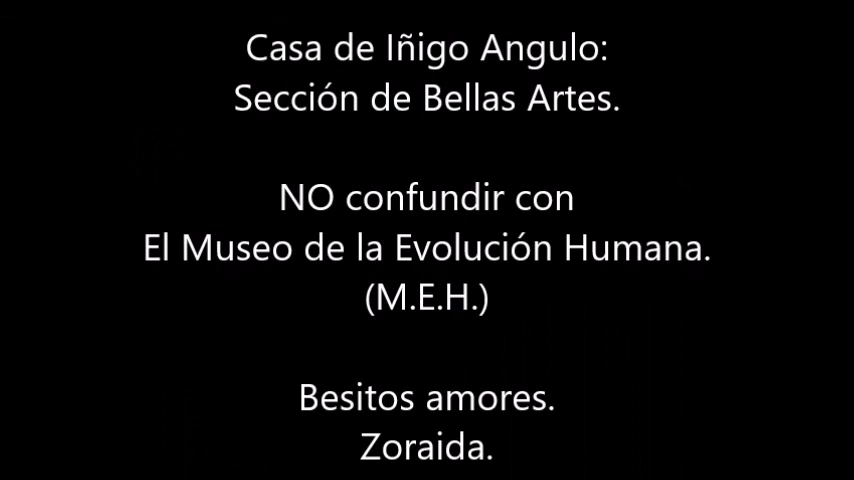 Casa de Iñigo Angulo:
Sección de Bellas Artes.
NO confundir con
El Museo de la Evolución Humana.
(M.E.H.)
Besitos amores.
Zoraida.